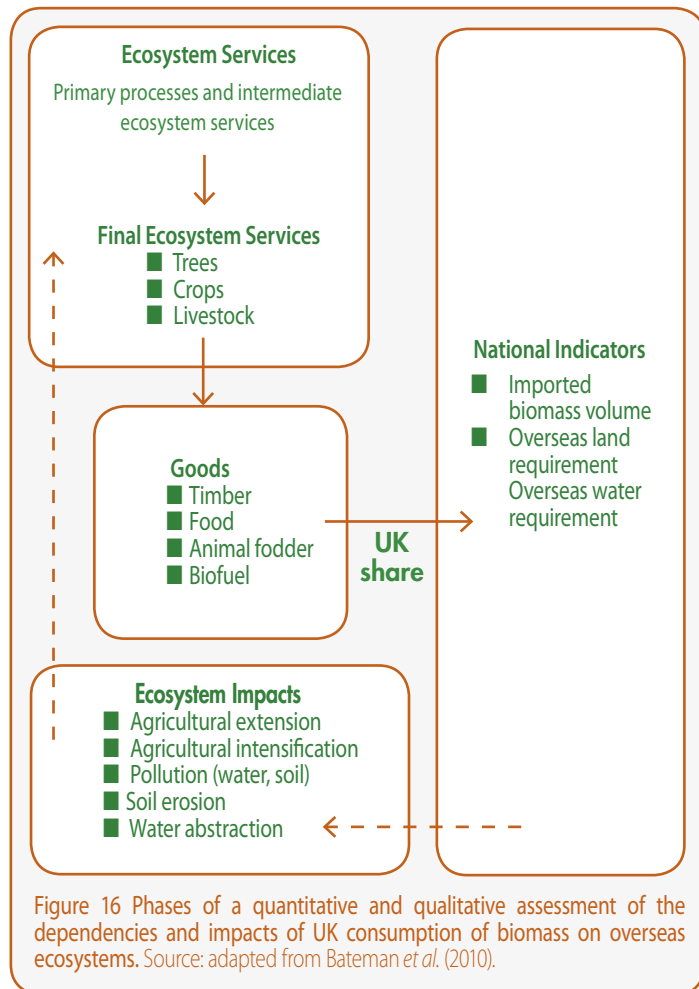 Ecosystem Services
Primary processes and intermediate
ecosystem services
Final Ecosystem Services
■ Trees
■ Crops
■ Livestock
Goods
■ Timber
■ Food
■ Animal fodder
■ Biofuel
UK
share
National Indicators
■ Imported
biomass volume
■ Overseas land
requirement
Overseas water
requirement
Ecosystem Impacts
■ Agricultural extension
■ Agricultural intensification
■ Pollution (water, soil)
■ Soil erosion
■ Water abstraction
Figure 16 Phases of a quantitative and qualitative assessment of the
dependencies and impacts of UK consumption of biomass on overseas
ecosystems. Source: adapted from Bateman et al. (2010).